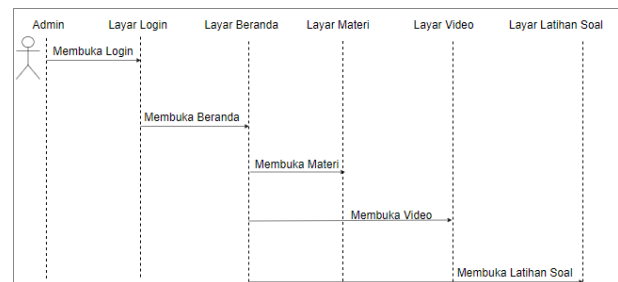 Admin
Layar Login
Layar Beranda
Layar Materi
Layar Video
Layar Latihan Soal
Membuka Login
Membuka Beranda
Membuka Materi
Membuka Video
Membuka Latihan Soal